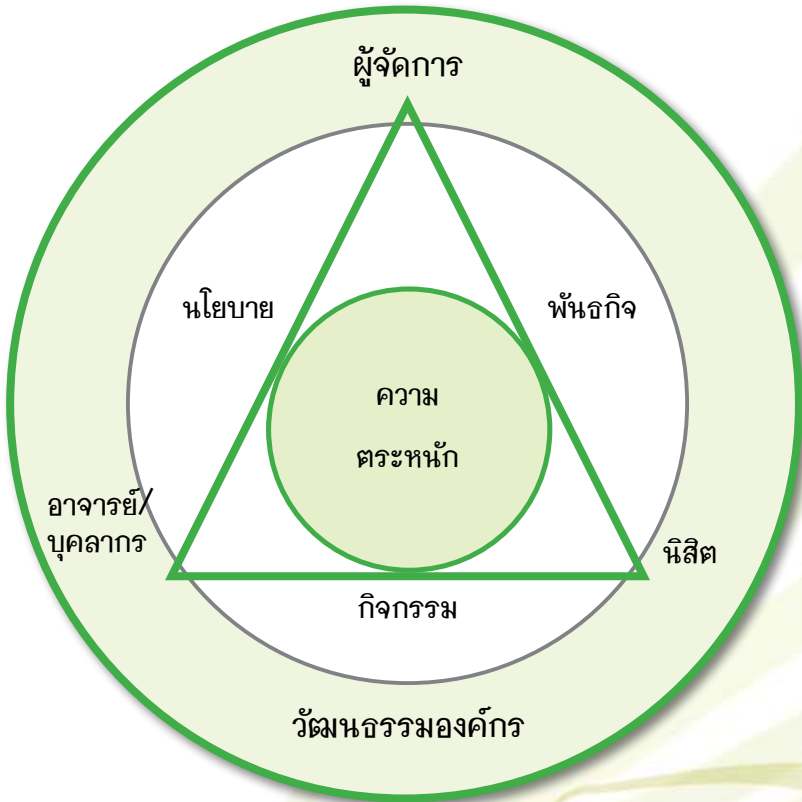 ผู้จัดการ
นโยบาย
พันธกิจ
ความ
ตระหนัก
อาจารย์/
บุคลากร
นิสิต
กิจกรรม
วัฒนธรรมองค์กร